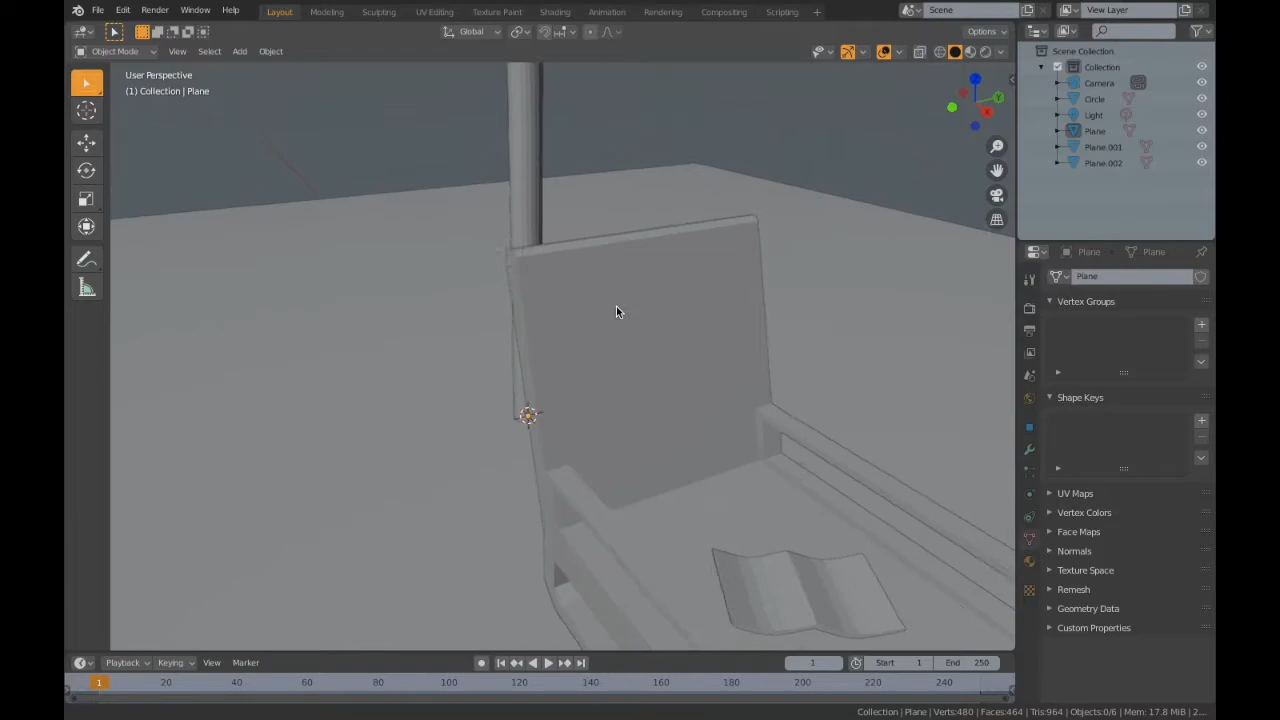 File Edit Render Window Help Layout Modeling Sculpting UV Editing Texture Paint Shading Animation Rendering Compositing Scripting + Scene View Layer
Global Options
Object Mode View Select Add Object
User Perspective
(1) Collection | Plane
Scene Collection
Collection
Camera
Circle
Light
Plane
Plane.001
Plane.002
Y
X
Plane Plane
Plane
Vertex Groups
Shape Keys
UV Maps
Vertex Colors
Face Maps
Normals
Texture Space
Remesh
Geometry Data
Custom Properties
Playback Keying View Marker 1 Start 1 End 250
1 20 40 60 80 100 120 140 160 180 200 220 240
Collection | Plane | Verts:480 | Faces:464 | Tris:964 | Objects:0/6 | Mem: 17.8 MiB | 2...